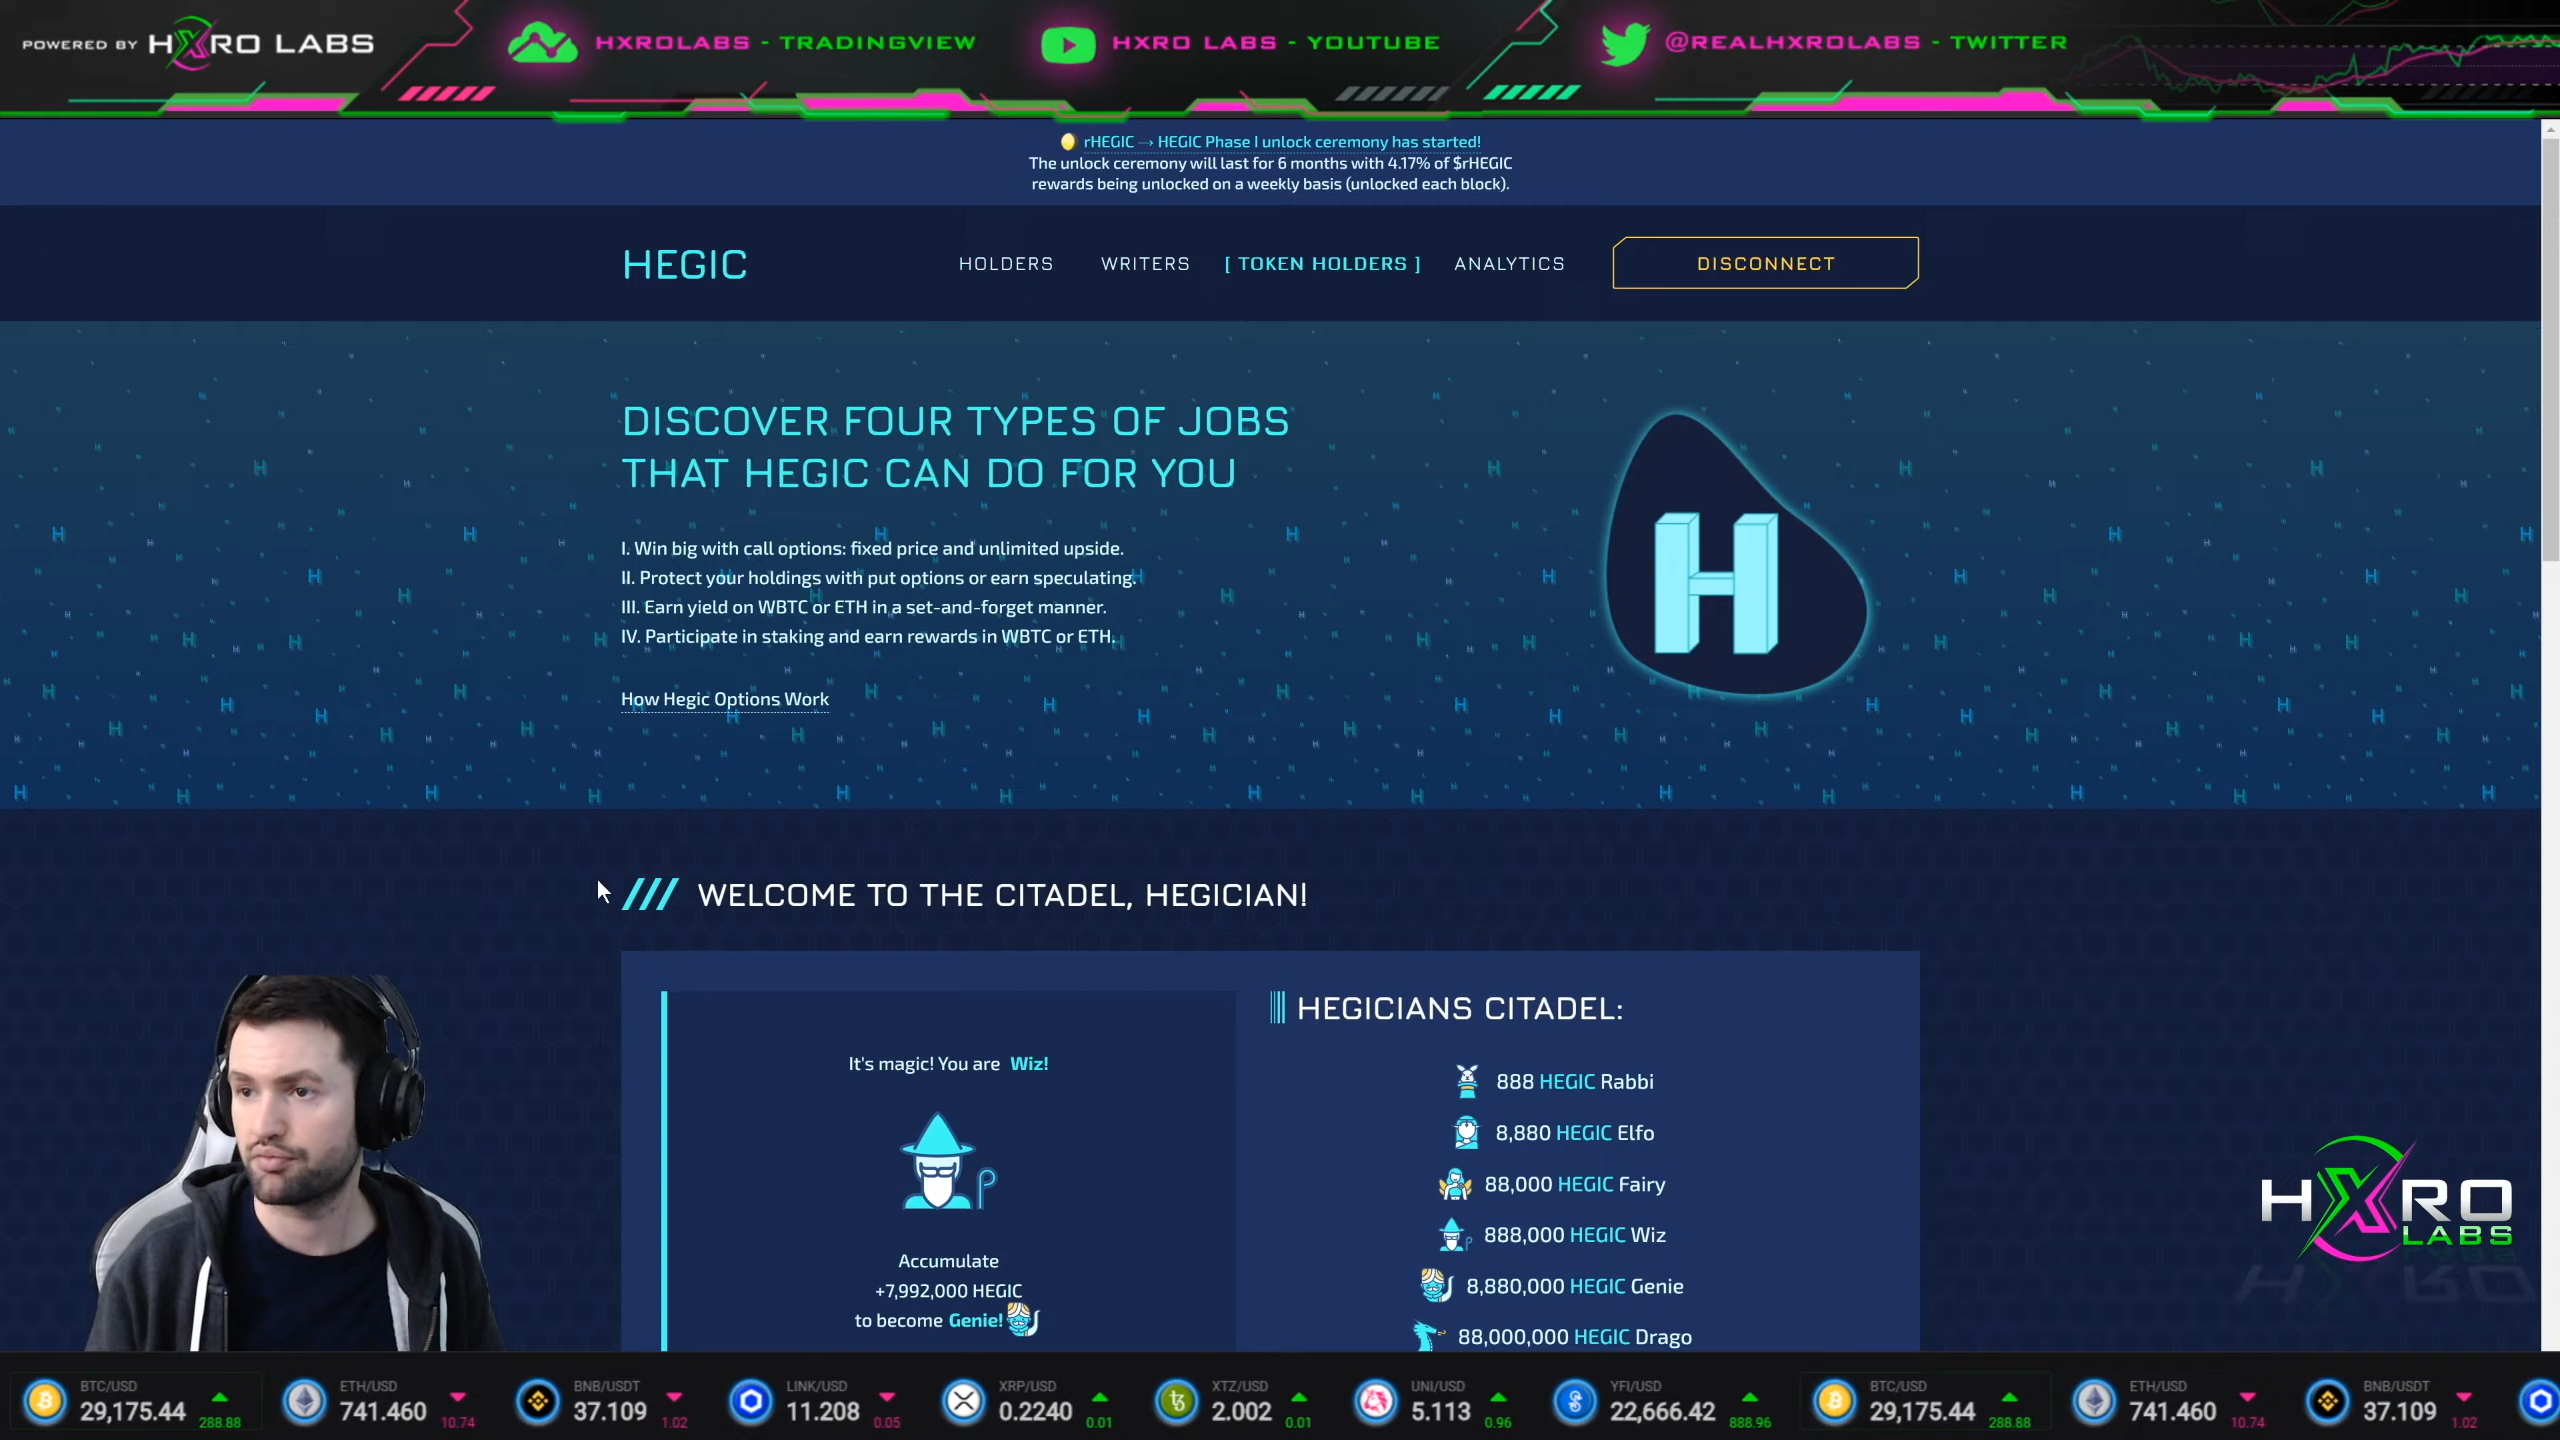 POWERED BY HXRO LABS
HXROLABS - TRADINGVIEW
HXRO LABS - YOUTUBE
@REALHXROLABS - TWITTER
rHEGIC → HEGIC Phase I unlock ceremony has started!
The unlock ceremony will last for 6 months with 4.17% of $rHEGIC
rewards being unlocked on a weekly basis (unlocked each block).
HEGIC
HOLDERS
WRITERS
[ TOKEN HOLDERS ]
ANALYTICS
DISCONNECT
DISCOVER FOUR TYPES OF JOBS
THAT HEGIC CAN DO FOR YOU
I. Win big with call options: fixed price and unlimited upside.
II. Protect your holdings with put options or earn speculating.
III. Earn yield on WBTC or ETH in a set-and-forget manner.
IV. Participate in staking and earn rewards in WBTC or ETH.
How Hegic Options Work
H
/// WELCOME TO THE CITADEL, HEGICIAN!
It's magic! You are Wiz!
Accumulate
+7,992,000 HEGIC
to become Genie!
HEGICIANS CITADEL:
888 HEGIC Rabbi
8,880 HEGIC Elfo
88,000 HEGIC Fairy
888,000 HEGIC Wiz
8,880,000 HEGIC Genie
88,000,000 HEGIC Drago
HXRO
LABS
BTC/USD
29,175.44
288.88
ETH/USD
741.460
10.74
BNB/USDT
37.109
1.02
LINK/USD
11.208
0.05
XRP/USD
0.2240
0.01
XTZ/USD
2.002
0.01
UNI/USD
5.113
0.96
YFI/USD
22,666.42
888.96
BTC/USD
29,175.44
288.88
ETH/USD
741.460
10.74
BNB/USDT
37.109
1.02